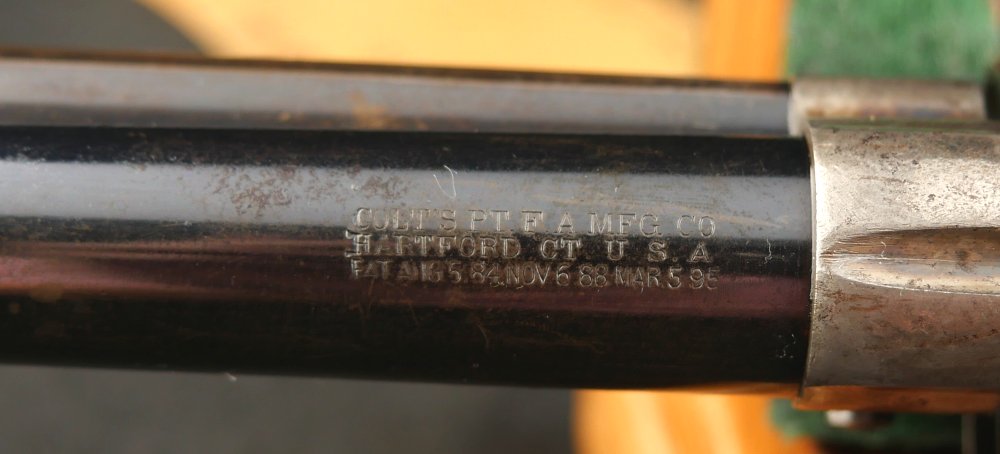 COLT'S PT. F. A. MFG. CO
HARTFORD CT. U. S. A
PAT. AUG 5. 84. NOV 6 88 MAR. 5. 95